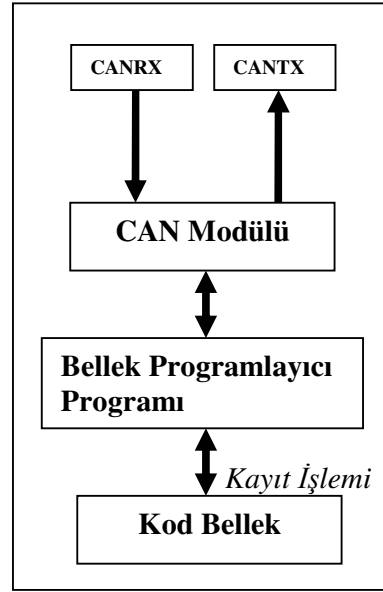 CANRX CANTX
CAN Modülü
Bellek Programlayıcı
Programı
Kayıt İşlemi
Kod Bellek